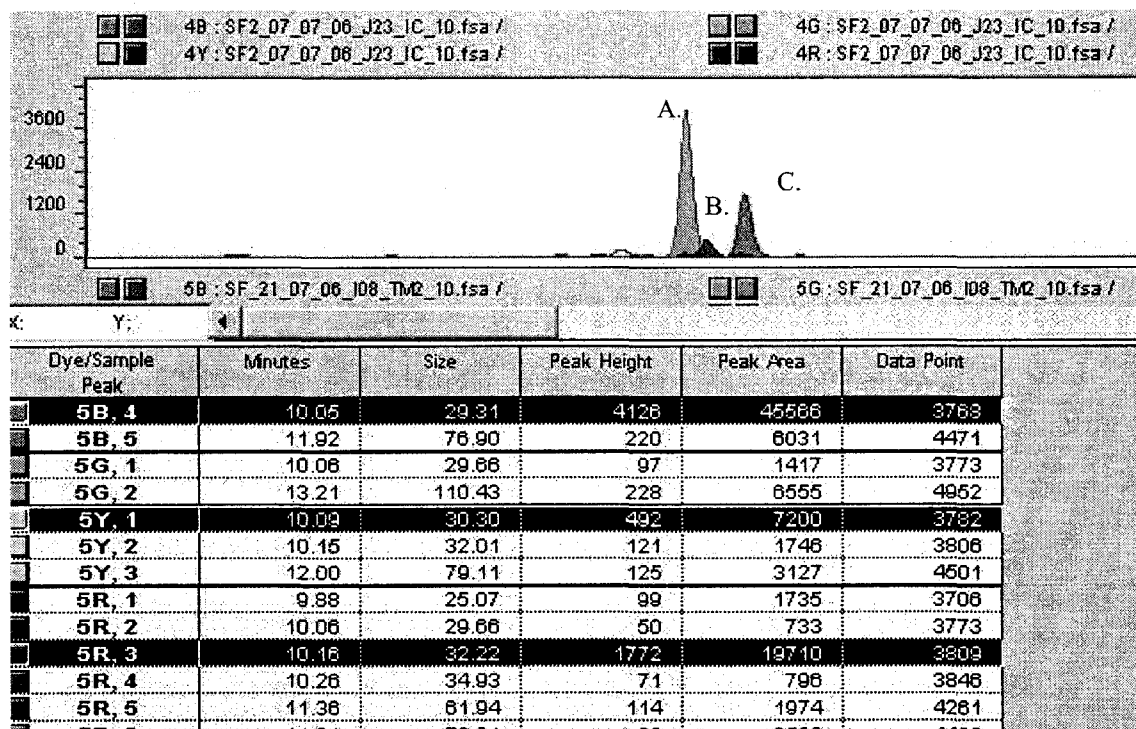 4B : SF2_07_07_06_J23_IC_10.fsa / 4G : SF2_07_07_06_J23_IC_10.fsa /
4Y : SF2_07_07_06_J23_IC_10.fsa / 4R : SF2_07_07_06_J23_IC_10.fsa /
3600
A.
2400
C.
1200
B.
0
5B : SF_21_07_06_I08_TM2_10.fsa / 5G : SF_21_07_06_I08_TM2_10.fsa /
X: Y:
Dye/Sample Minutes Size Peak Height Peak Area Data Point
Peak
5B, 4 10.05 29.31 4126 45566 3768
5B, 5 11.92 76.90 220 6031 4471
5G, 1 10.06 29.66 97 1417 3773
5G, 2 13.21 110.43 228 6555 4952
5Y, 1 10.09 30.30 492 7200 3782
5Y, 2 10.15 32.01 121 1746 3806
5Y, 3 12.00 79.11 125 3127 4501
5R, 1 9.88 25.07 99 1735 3706
5R, 2 10.06 29.66 50 733 3773
5R, 3 10.16 32.22 1772 19710 3809
5R, 4 10.26 34.93 71 796 3846
5R, 5 11.36 61.94 114 1974 4261